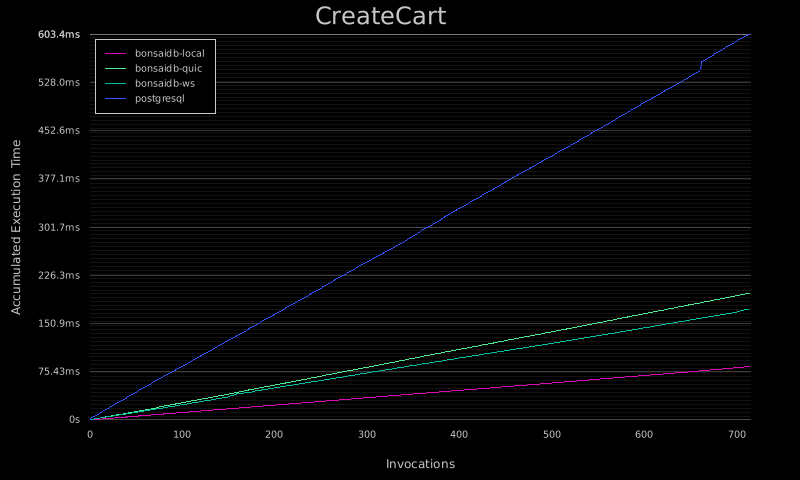 CreateCart
603.4ms
528.0ms
452.6ms
377.1ms
301.7ms
226.3ms
150.9ms
75.43ms
0s
bonsaidb-local
bonsaidb-quic
bonsaidb-ws
postgresql
Accumulated Execution Time
0 100 200 300 400 500 600 700
Invocations